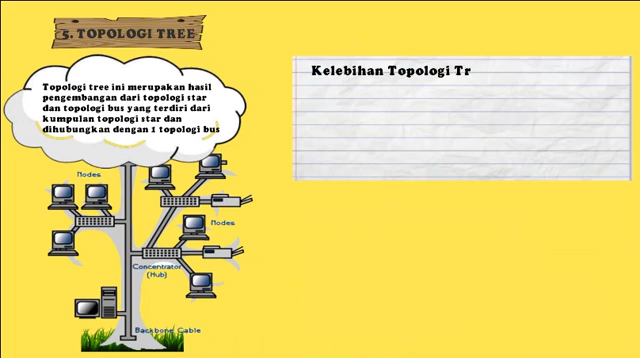 5. TOPOLOGI TREE
Topologi tree ini merupakan hasil
pengembangan dari topologi star
dan topologi bus yang terdiri dari
kumpulan topologi star dan
dihubungkan dengan 1 topologi bus
Kelebihan Topologi Tr
Nodes
Nodes
Concentrator
(Hub)
Backbone Cable